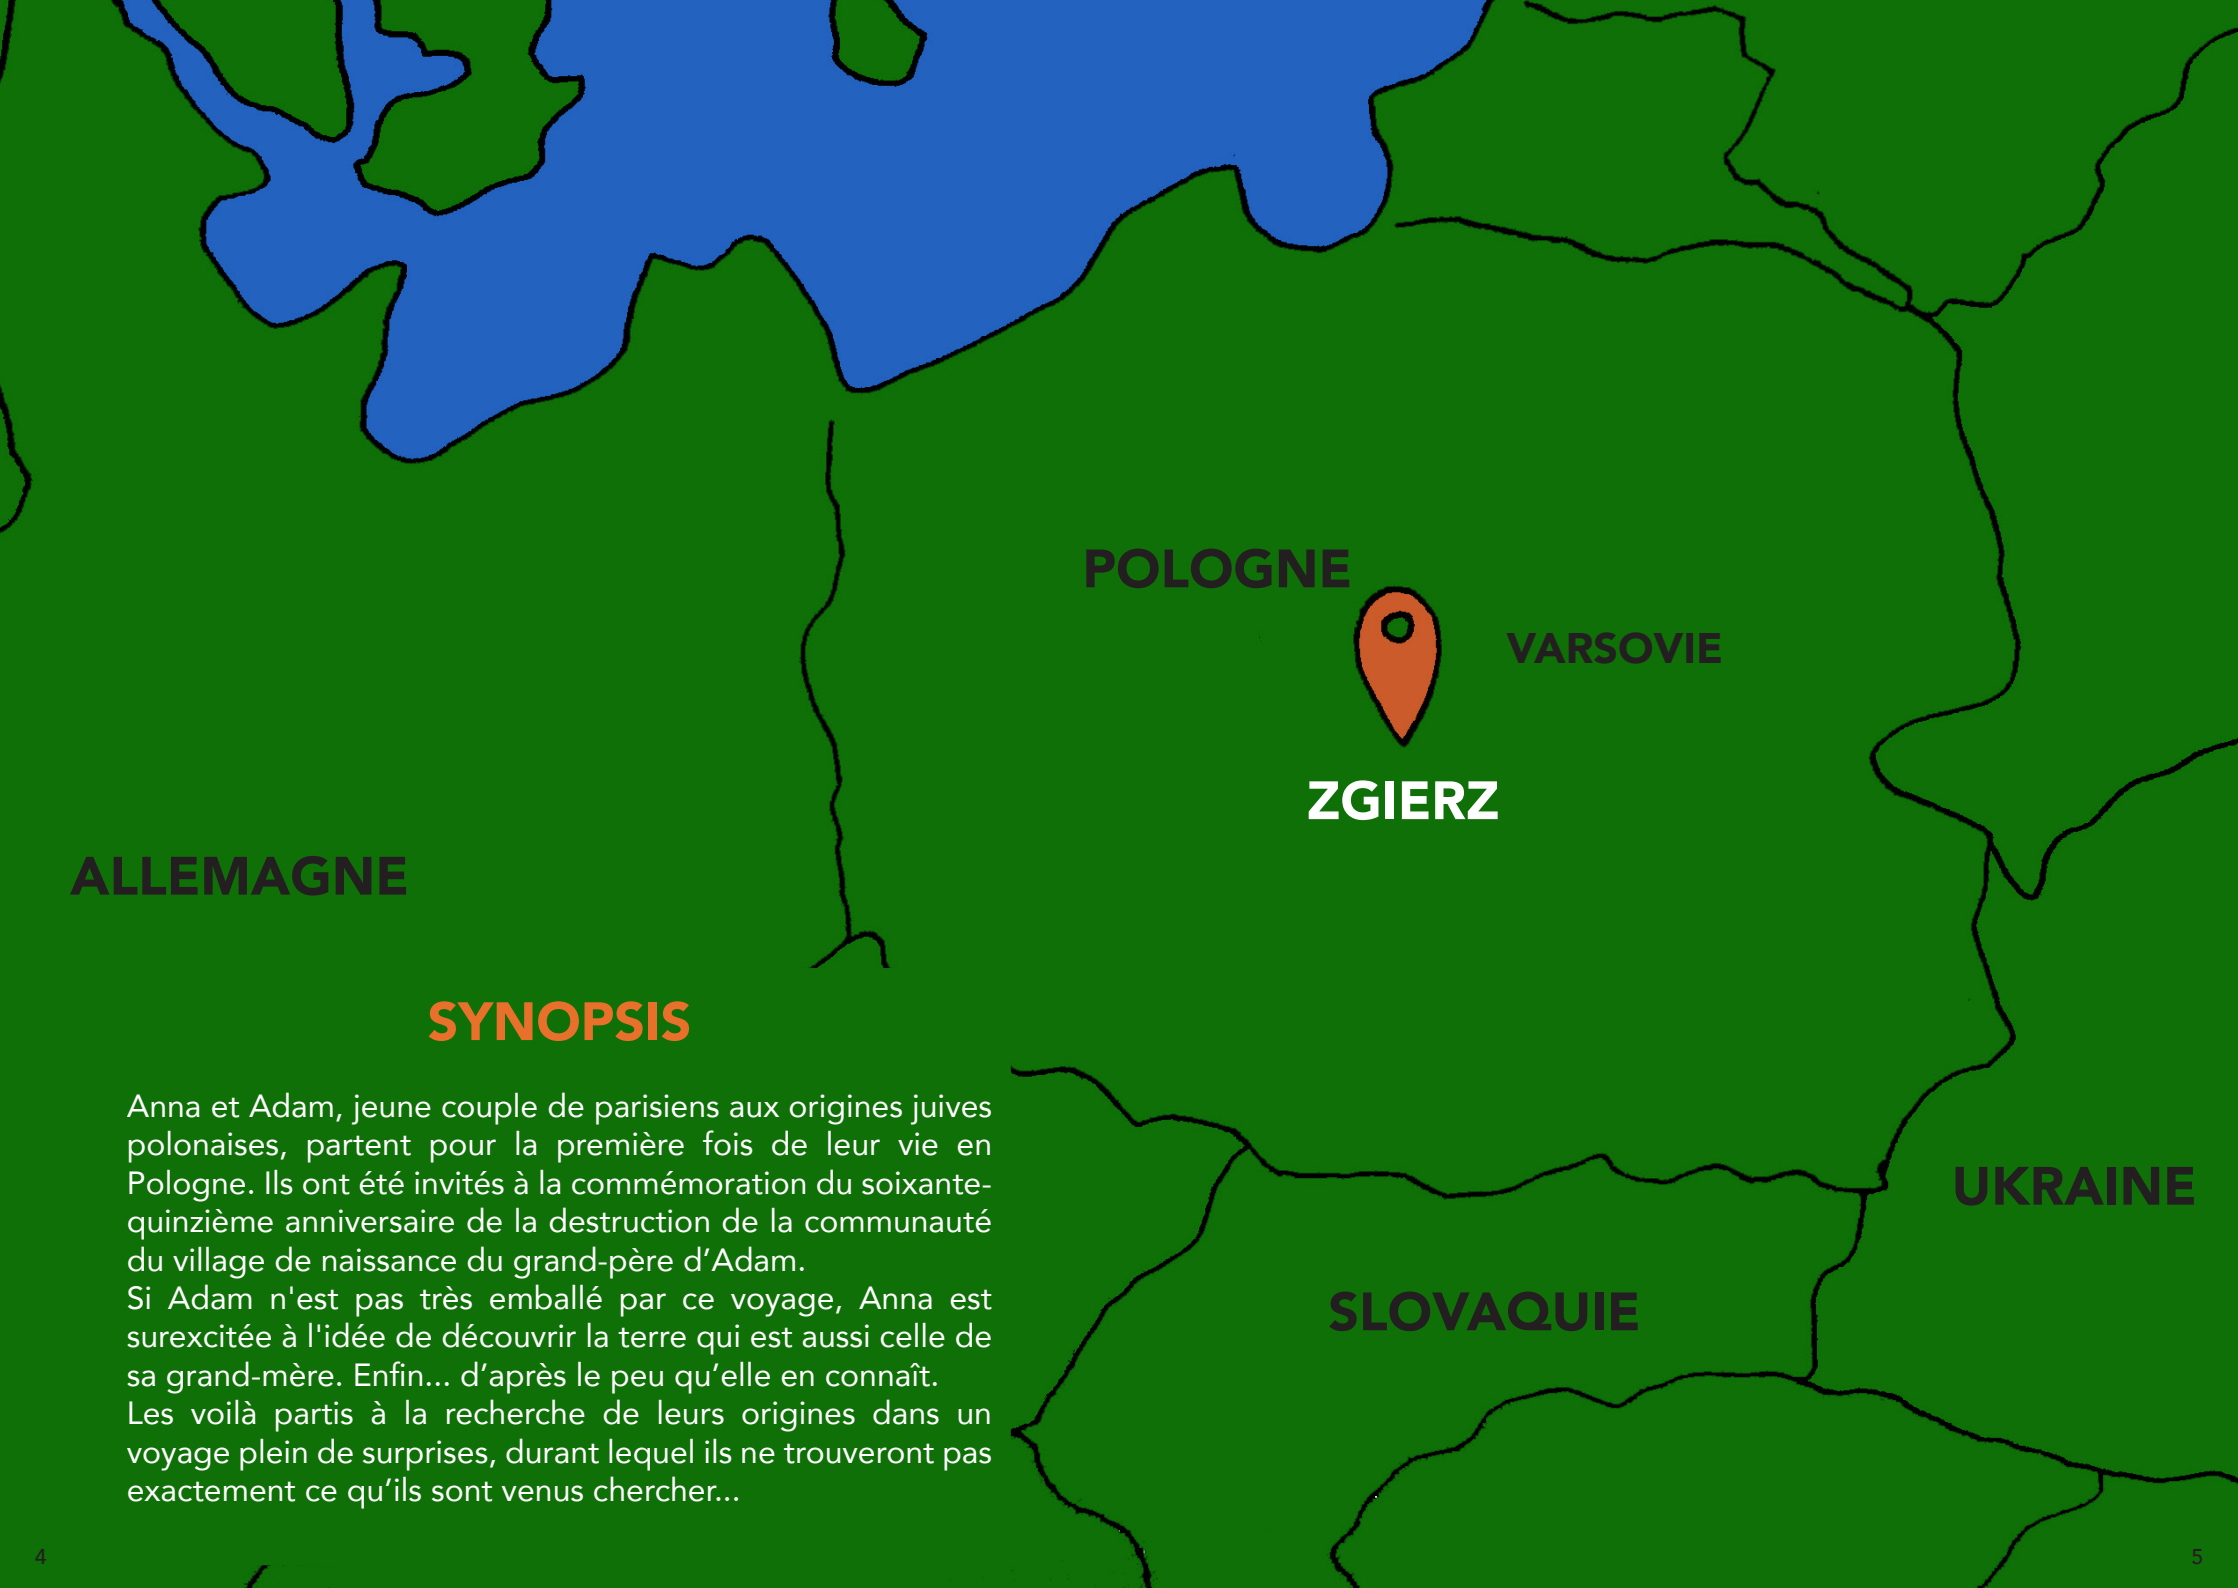 POLOGNE
VARSOVIE
ZGIERZ
ALLEMAGNE
SYNOPSIS
Anna et Adam, jeune couple de parisiens aux origines juives
polonaises, partent pour la première fois de leur vie en
Pologne. Ils ont été invités à la commémoration du soixante-
quinzième anniversaire de la destruction de la communauté
du village de naissance du grand-père d’Adam.
Si Adam n'est pas très emballé par ce voyage, Anna est
surexcitée à l'idée de découvrir la terre qui est aussi celle de
sa grand-mère. Enfin... d’après le peu qu’elle en connaît.
Les voilà partis à la recherche de leurs origines dans un
voyage plein de surprises, durant lequel ils ne trouveront pas
exactement ce qu’ils sont venus chercher...
UKRAINE
SLOVAQUIE
4
5